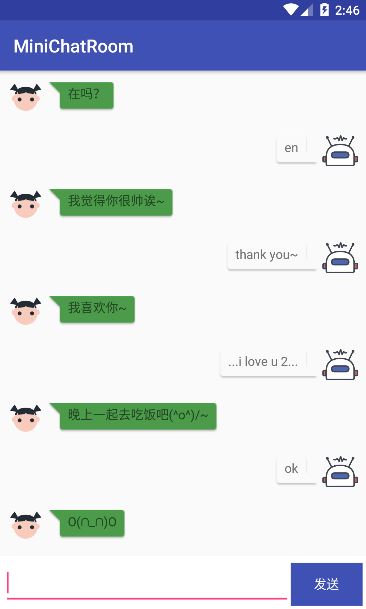 2:46
MiniChatRoom
在吗?
en
我觉得你很帅诶~
thank you~
我喜欢你~
...i love u 2...
晚上一起去吃饭吧(^o^)/~
ok
O(∩_∩)O
发送